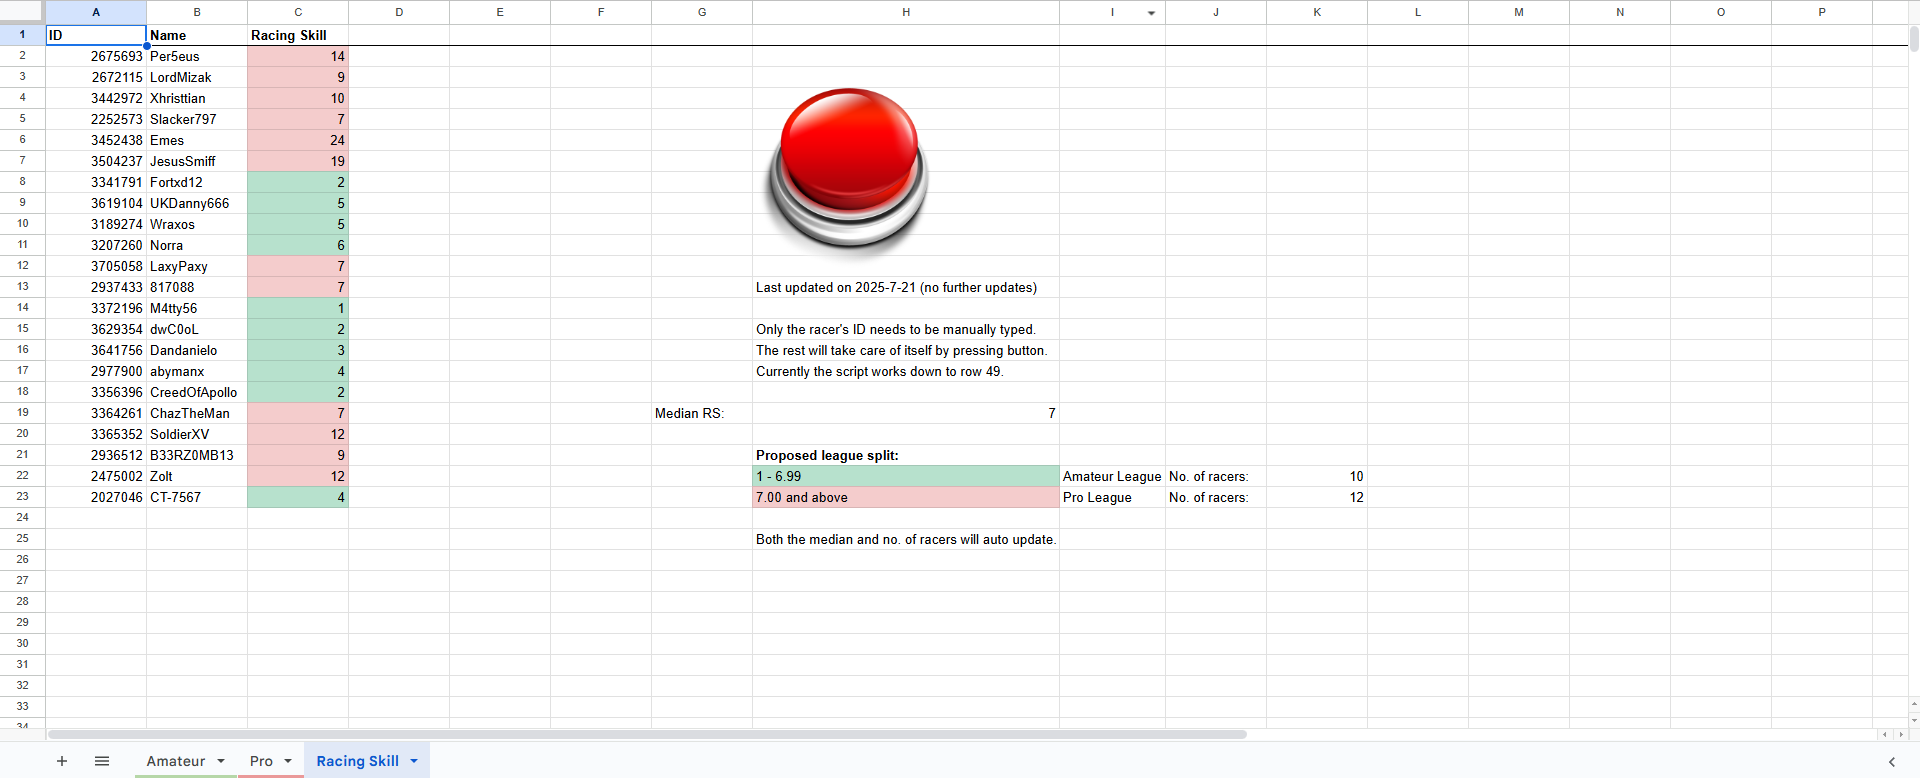 A B C D E F G H I J K L M N O P
1 ID Name Racing Skill
2 2675693 Per5eus 14
3 2672115 LordMizak 9
4 3442972 Xhristtian 10
5 2252573 Slacker797 7
6 3452438 Emes 24
7 3504237 JesusSmiff 19
8 3341791 Fortxd12 2
9 3619104 UKDanny666 5
10 3189274 Wraxos 5
11 3207260 Norra 6
12 3705058 LaxyPaxy 7
13 2937433 817088 7 Last updated on 2025-7-21 (no further updates)
14 3372196 M4tty56 1
15 3629354 dwC0oL 2 Only the racer's ID needs to be manually typed.
16 3641756 Dandanielo 3 The rest will take care of itself by pressing button.
17 2977900 abymanx 4 Currently the script works down to row 49.
18 3356396 CreedOfApollo 2
19 3364261 ChazTheMan 7 Median RS: 7
20 3365352 SoldierXV 12
21 2936512 B33RZ0MB13 9 Proposed league split:
22 2475002 Zolt 12 1 - 6.99 Amateur League No. of racers: 10
23 2027046 CT-7567 4 7.00 and above Pro League No. of racers: 12
24
25 Both the median and no. of racers will auto update.
26
27
28
29
30
31
32
33
34
Amateur Pro Racing Skill